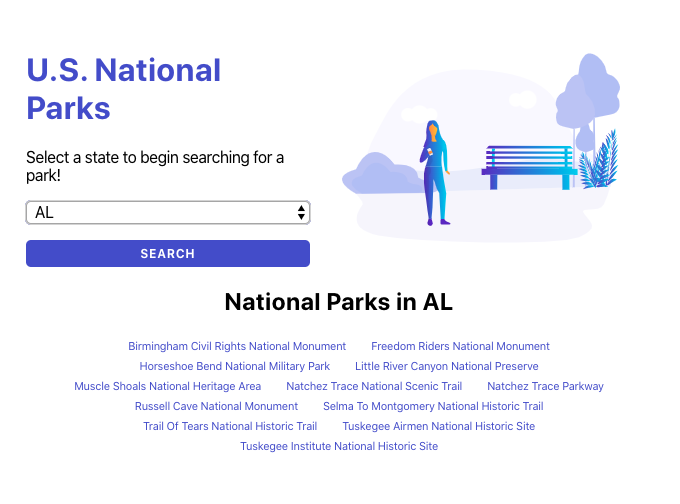 U.S. National
Parks
Select a state to begin searching for a
park!
AL
SEARCH
National Parks in AL
Birmingham Civil Rights National Monument Freedom Riders National Monument
Horseshoe Bend National Military Park Little River Canyon National Preserve
Muscle Shoals National Heritage Area Natchez Trace National Scenic Trail Natchez Trace Parkway
Russell Cave National Monument Selma To Montgomery National Historic Trail
Trail Of Tears National Historic Trail Tuskegee Airmen National Historic Site
Tuskegee Institute National Historic Site